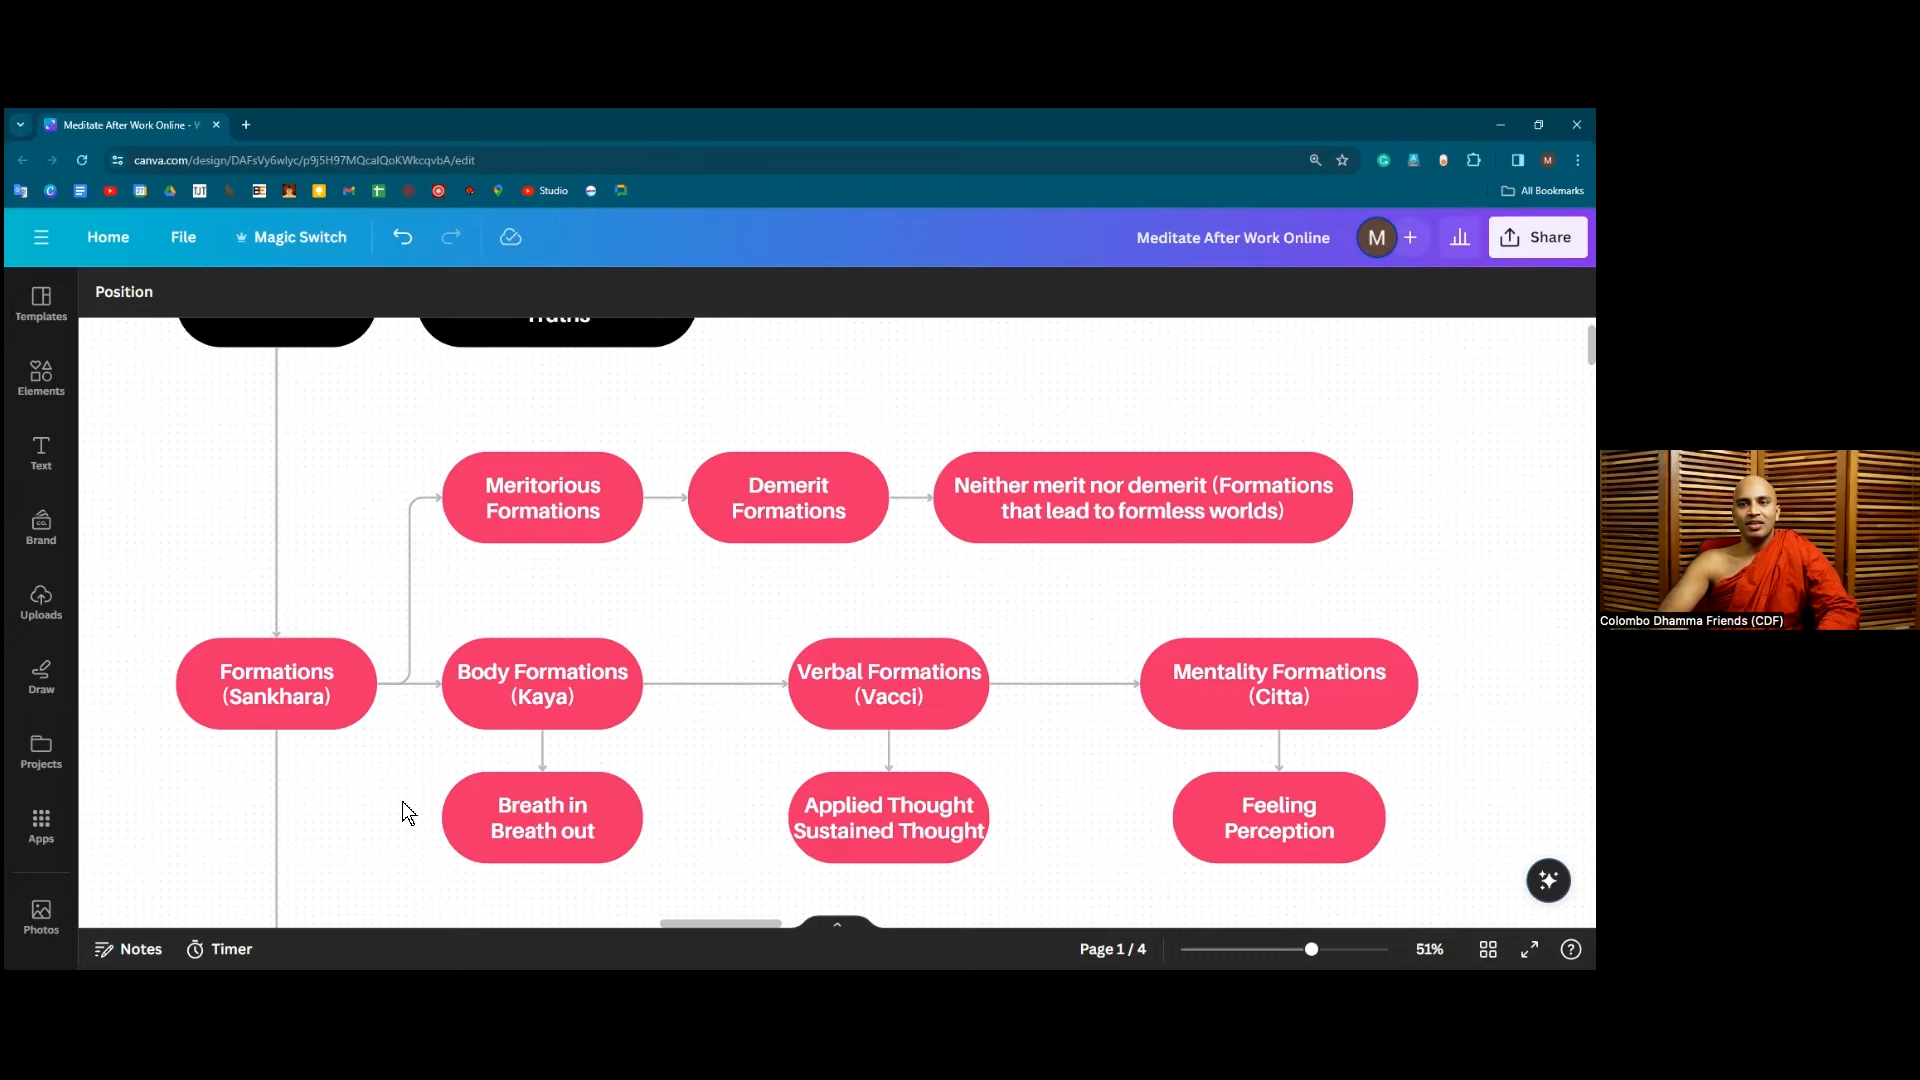 Meditate After Work Online - W
canva.com/design/DAFsVy6wlyc/p9j5H97MQcalQoKWkcqvbA/edit
Studio
All Bookmarks
Home
File
Magic Switch
Meditate After Work Online
M
Share
Position
Templates
Elements
Text
Brand
Uploads
Draw
Projects
Apps
Photos
Truths
Meritorious
Formations
Demerit
Formations
Neither merit nor demerit (Formations
that lead to formless worlds)
Formations
(Sankhara)
Body Formations
(Kaya)
Verbal Formations
(Vacci)
Mentality Formations
(Citta)
Breath in
Breath out
Applied Thought
Sustained Thought
Feeling
Perception
Colombo Dhamma Friends (CDF)
Notes
Timer
Page 1 / 4
51%